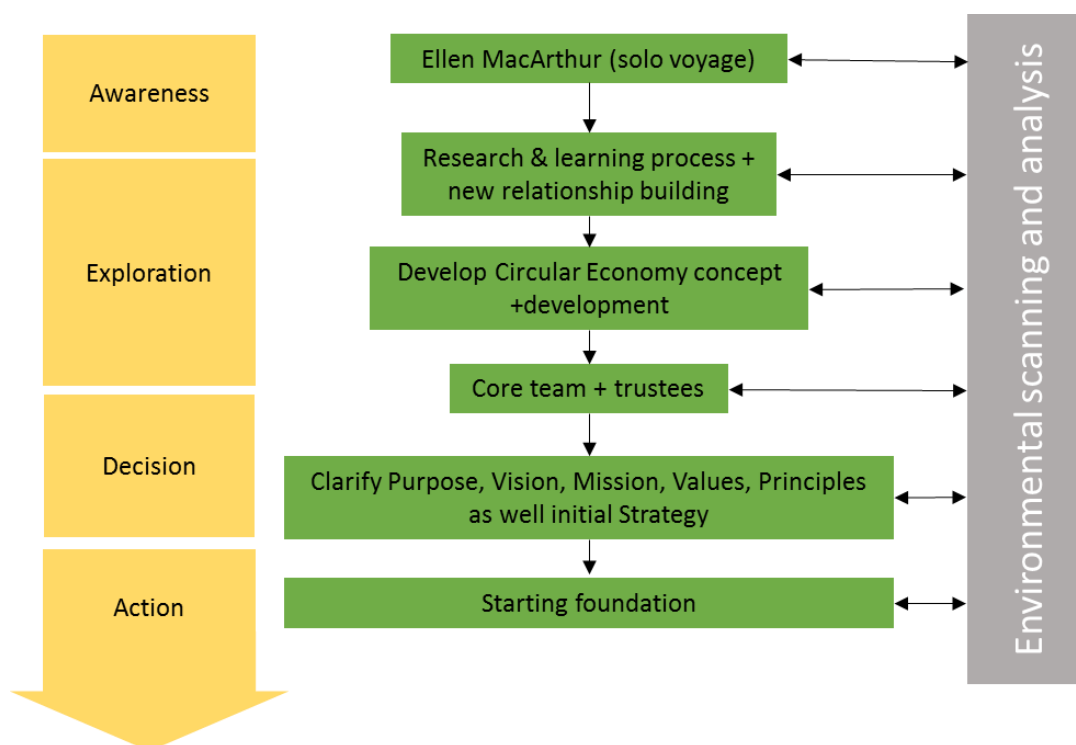 Awareness
Exploration
Decision
Action
Ellen MacArthur (solo voyage)
Research & learning process +
new relationship building
Develop Circular Economy concept
+development
Core team + trustees
Clarify Purpose, Vision, Mission, Values, Principles
as well initial Strategy
Starting foundation
Environmental scanning and analysis